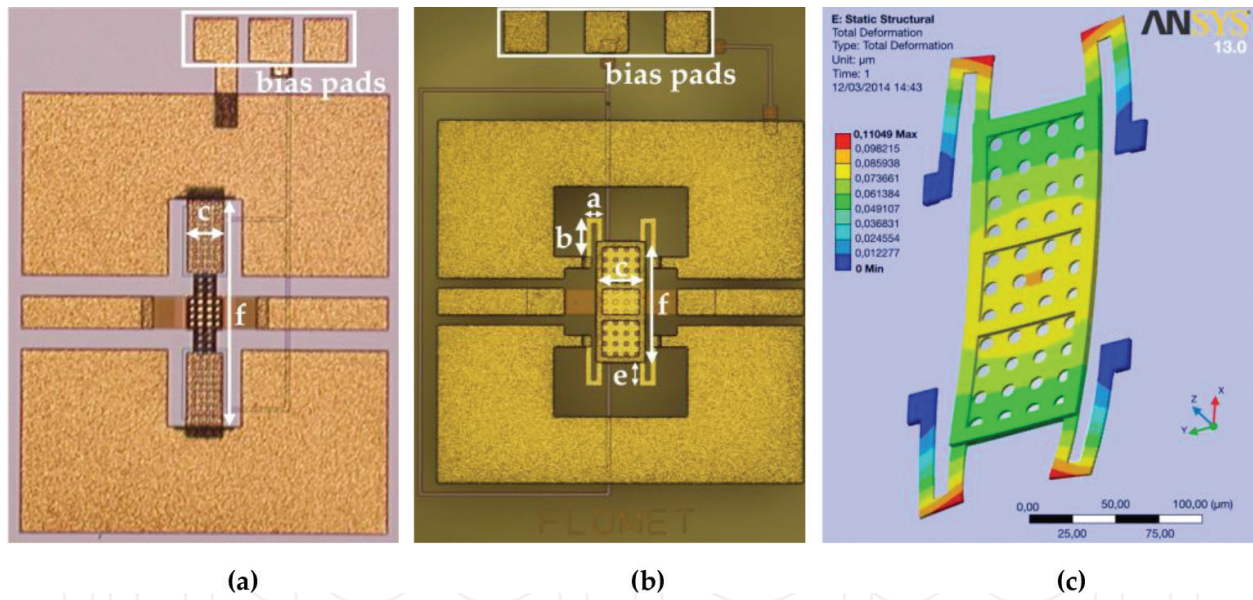 bias pads
c
f
(a)
bias pads
a
b
c
f
e
FLUMET
(b)
E: Static Structural
Total Deformation
Type: Total Deformation
Unit: µm
Time: 1
12/03/2014 14:43
ANSYS
13.0
0,11049 Max
0,098215
0,085938
0,073661
0,061384
0,049107
0,036831
0,024554
0,012277
0 Min
X
Z
Y
0,00
50,00
100,00 (µm)
25,00
75,00
(c)